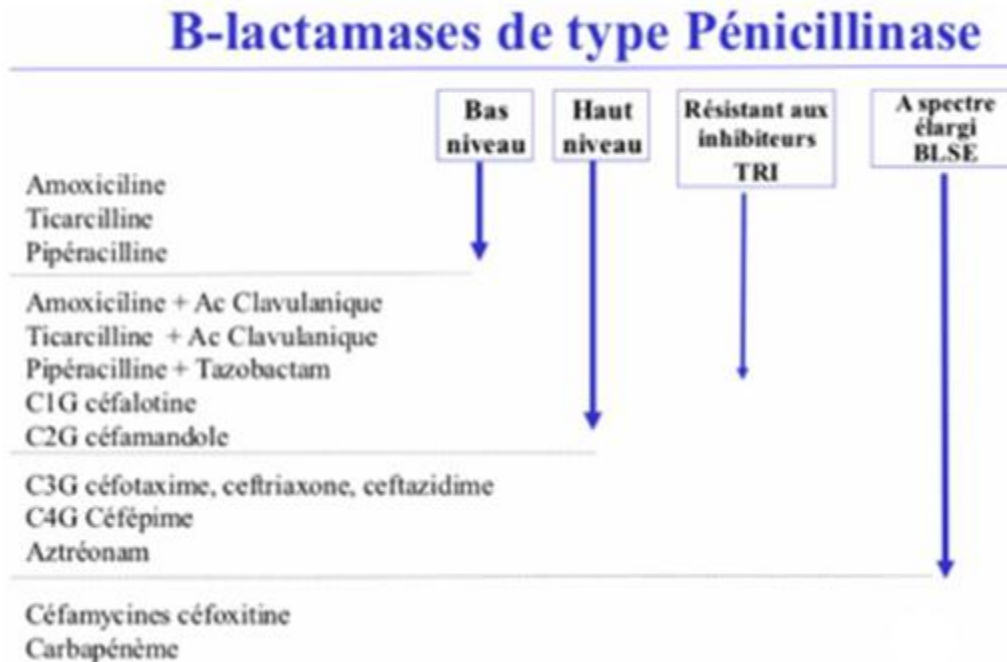 B-lactamases de type Pénicillinase
Bas
niveau
Haut
niveau
Résistant aux
inhibiteurs
TRI
A spectre
élargi
BLSE
Amoxiciline
Ticarcilline
Pipéracilline
Amoxiciline + Ac Clavulanique
Ticarcilline + Ac Clavulanique
Pipéracilline + Tazobactam
C1G céfalotine
C2G céfamandole
C3G céfotaxime, ceftriaxone, ceftazidime
C4G Céfépime
Aztréonam
Céfamycines céfoxitine
Carbapénème